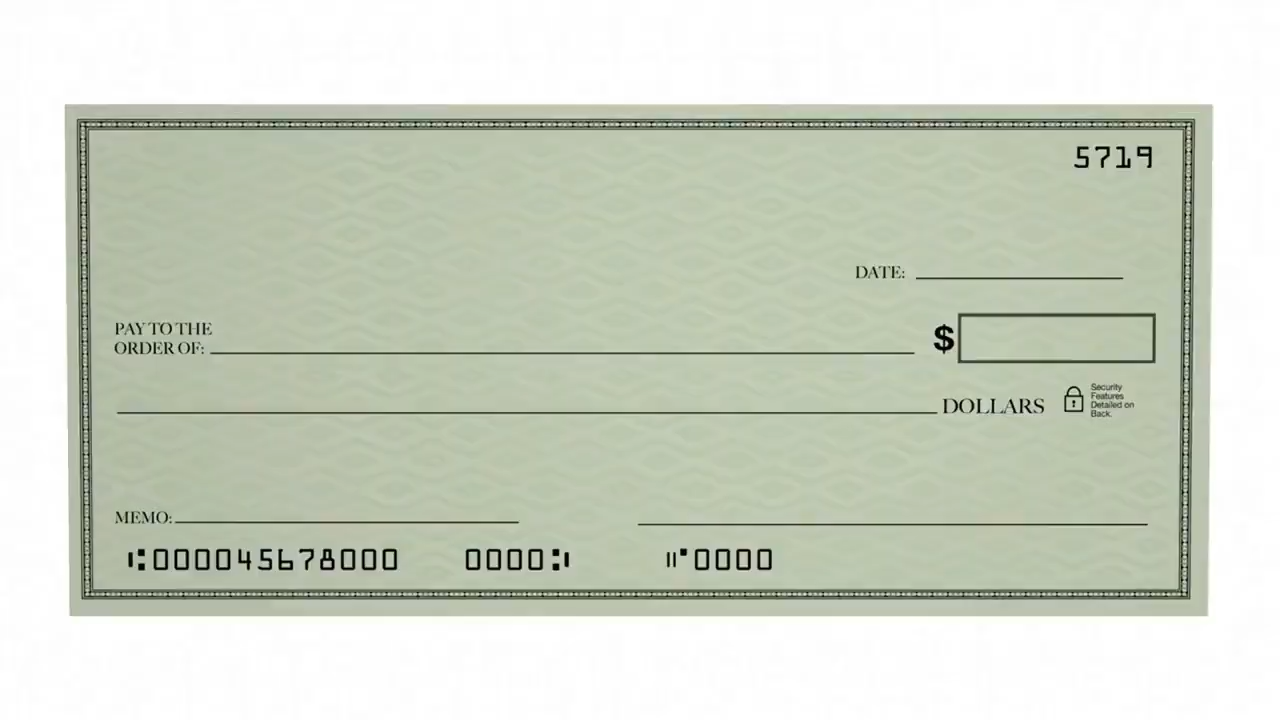 5719
DATE:
PAY TO THE
ORDER OF:
$
DOLLARS
Security
Features
Detailed on
Back.
MEMO:
⑆000045678000 0000⑆ ⑈0000